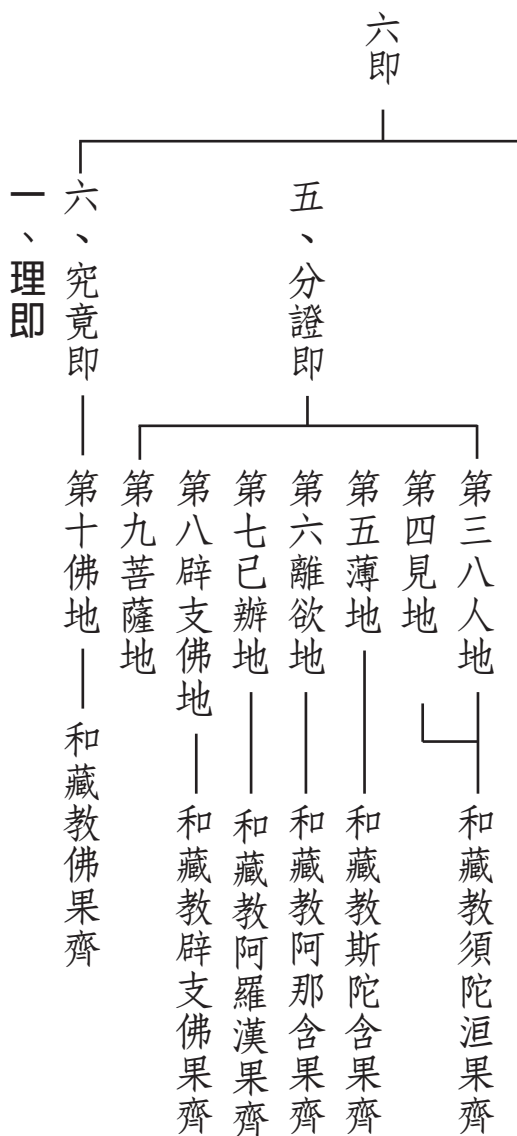 六即
五、分證即
第三八人地
和藏教須陀洹果齊
第四見地
第五薄地
和藏教斯陀含果齊
第六離欲地
和藏教阿那含果齊
第七已辦地
和藏教阿羅漢果齊
第八辟支佛地
和藏教辟支佛果齊
第九菩薩地
六、究竟即
第十佛地
和藏教佛果齊
一、理即